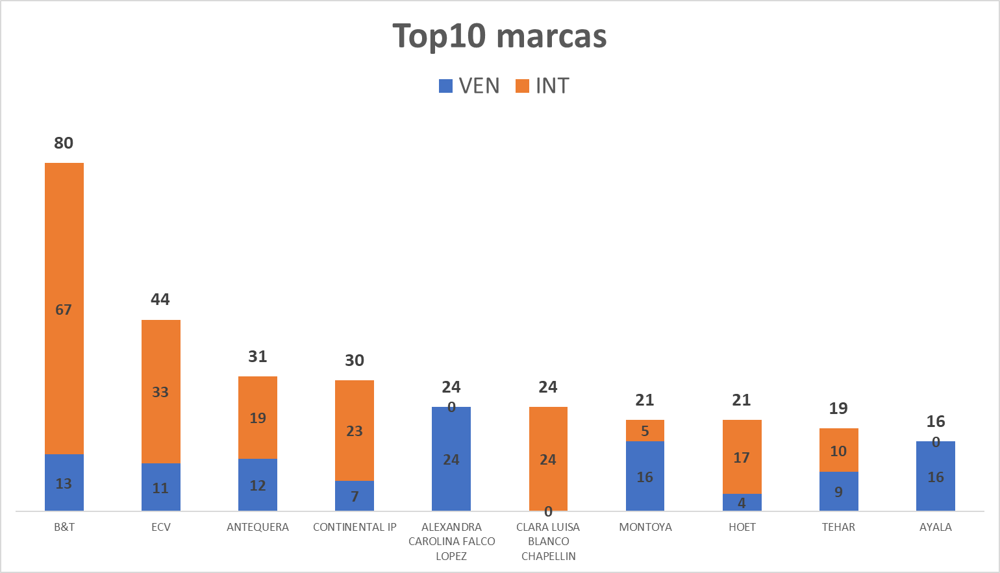 Top10 marcas
VEN INT
80
67
13
44
33
11
31
19
12
30
23
7
24
0
24
24
24
0
21
5
16
21
17
4
19
10
9
16
0
16
B&T
ECV
ANTEQUERA
CONTINENTAL IP
ALEXANDRA
CAROLINA FALCO
LOPEZ
CLARA LUISA
BLANCO
CHAPELLIN
MONTOYA
HOET
TEHAR
AYALA